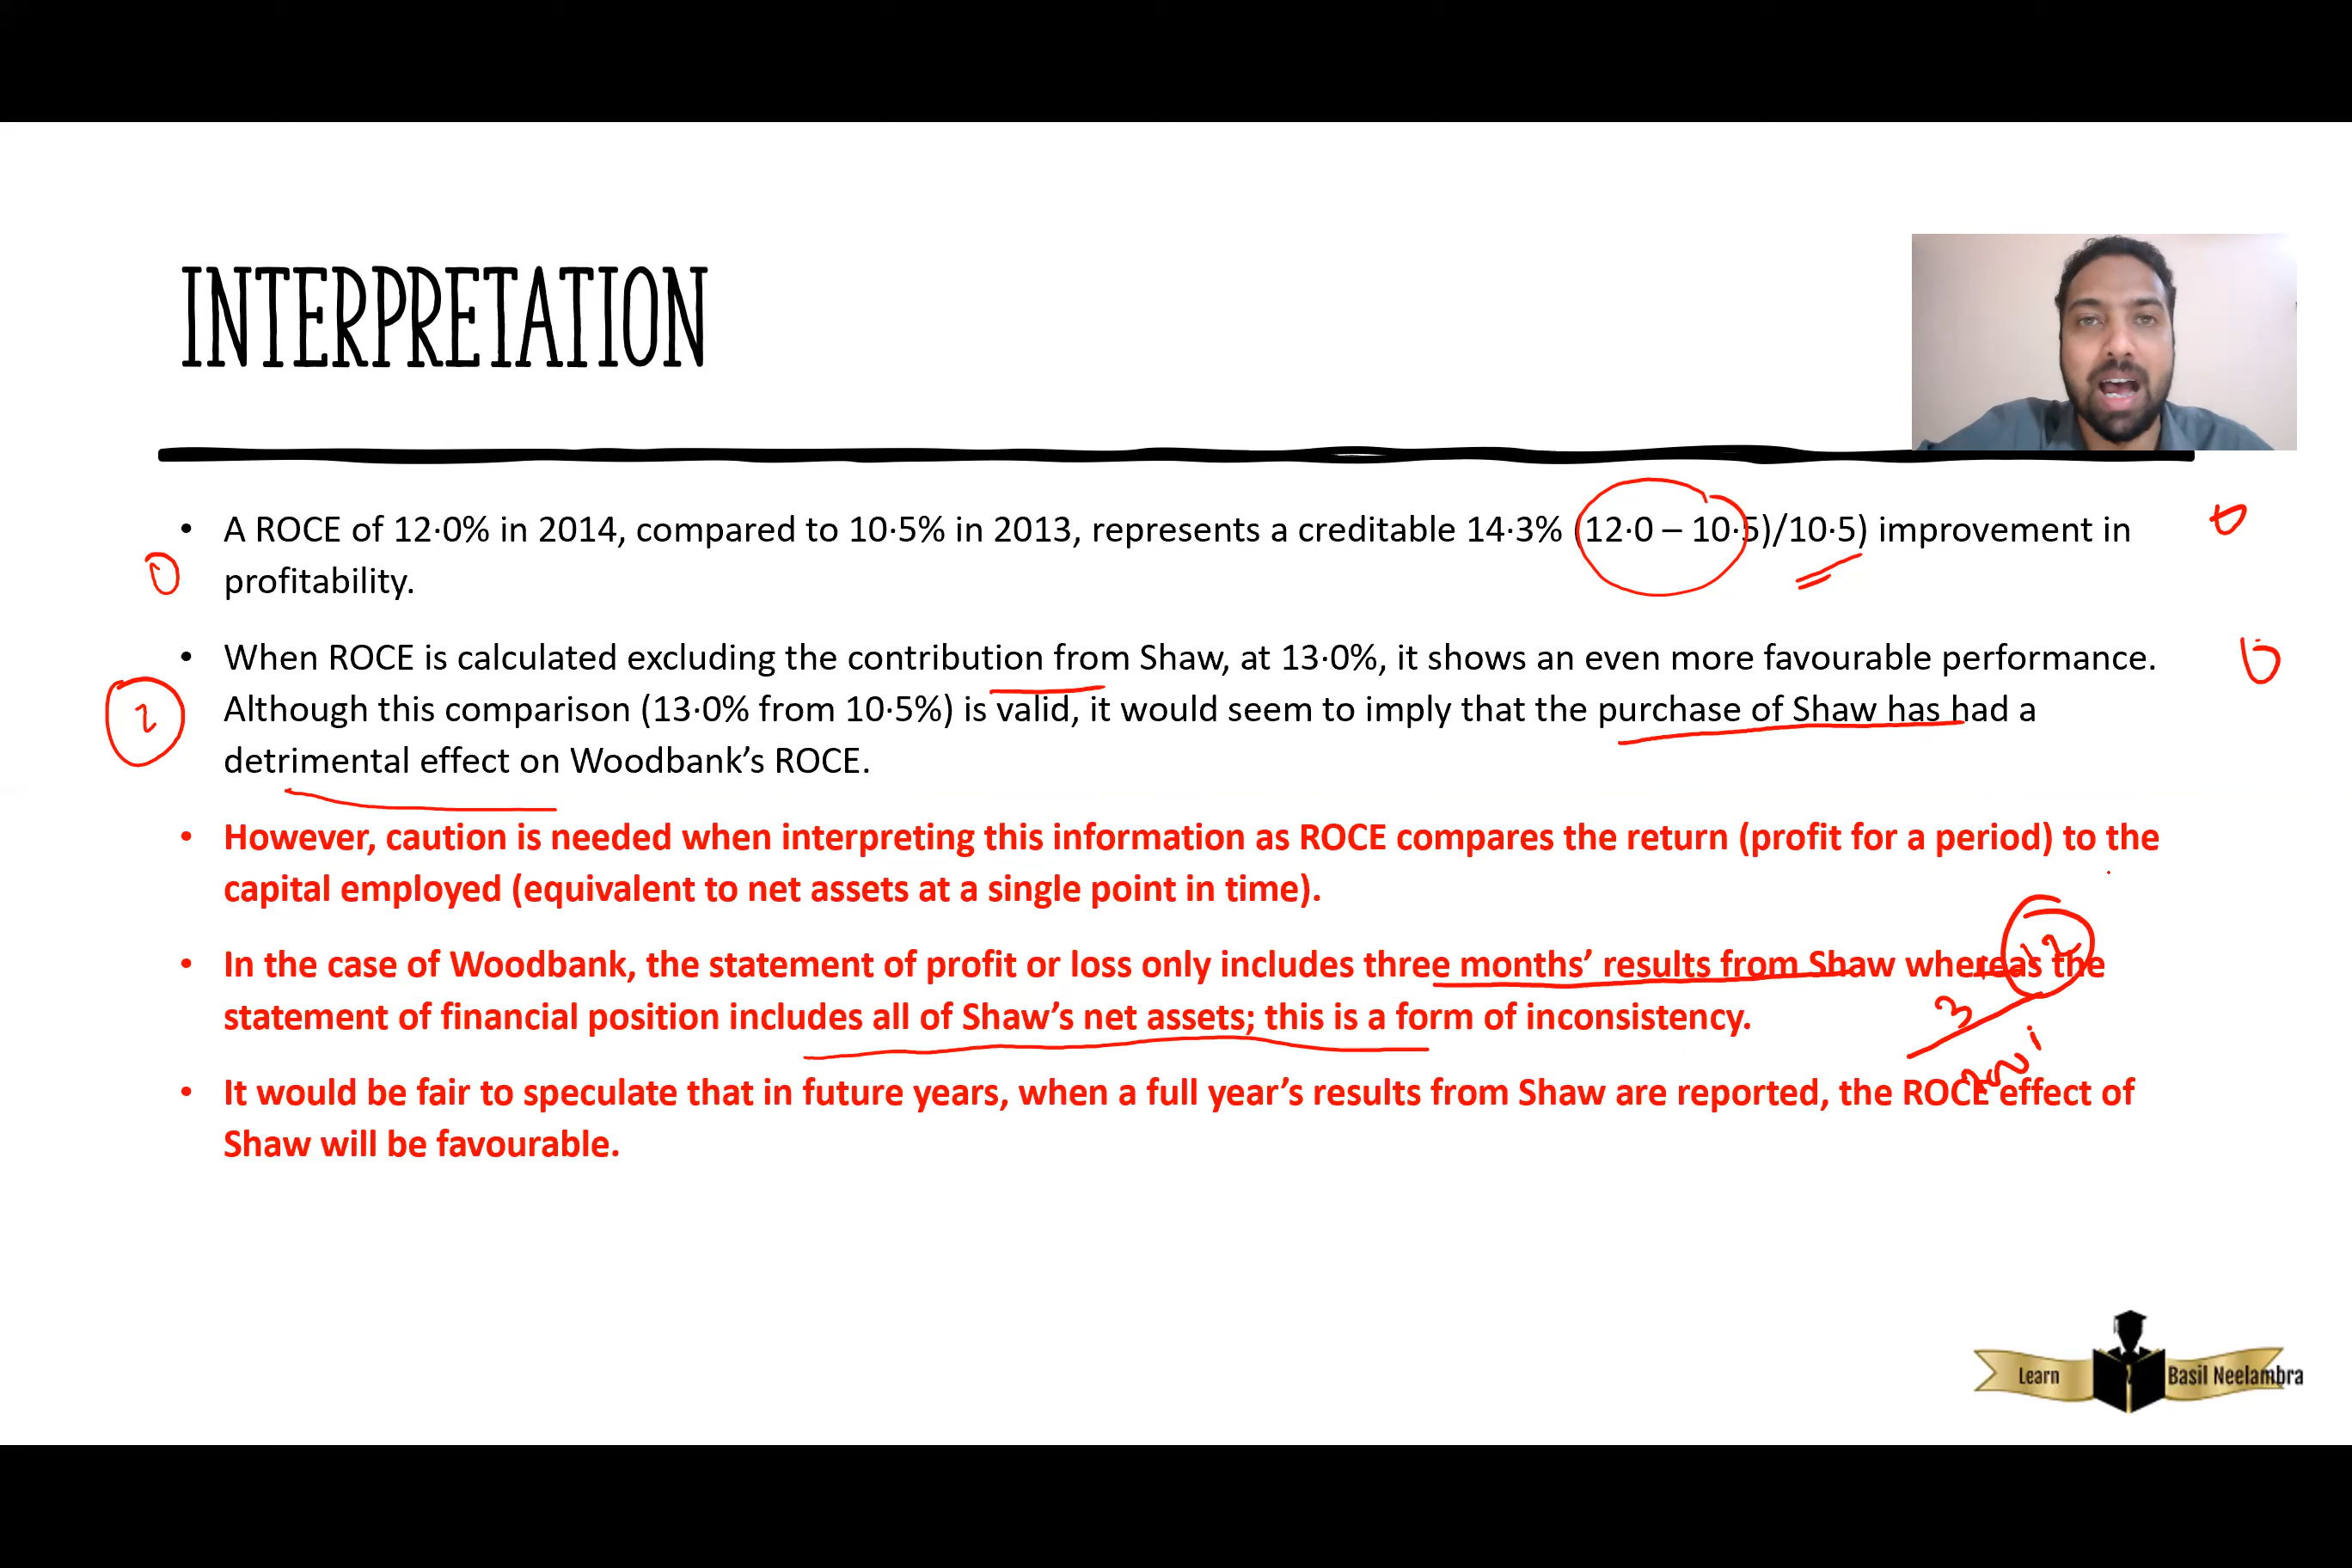 INTERPRETATION
• A ROCE of 12·0% in 2014, compared to 10·5% in 2013, represents a creditable 14·3% (12·0 – 10·5)/10·5) improvement in
profitability.
• When ROCE is calculated excluding the contribution from Shaw, at 13·0%, it shows an even more favourable performance.
2
Although this comparison (13·0% from 10·5%) is valid, it would seem to imply that the purchase of Shaw has had a
detrimental effect on Woodbank’s ROCE.
• However, caution is needed when interpreting this information as ROCE compares the return (profit for a period) to the
capital employed (equivalent to net assets at a single point in time).
• In the case of Woodbank, the statement of profit or loss only includes three months’ results from Shaw whereas the
12
statement of financial position includes all of Shaw’s net assets; this is a form of inconsistency.
3
• It would be fair to speculate that in future years, when a full year’s results from Shaw are reported, the ROCE effect of
Shaw will be favourable.
Learn Basil Neelambra